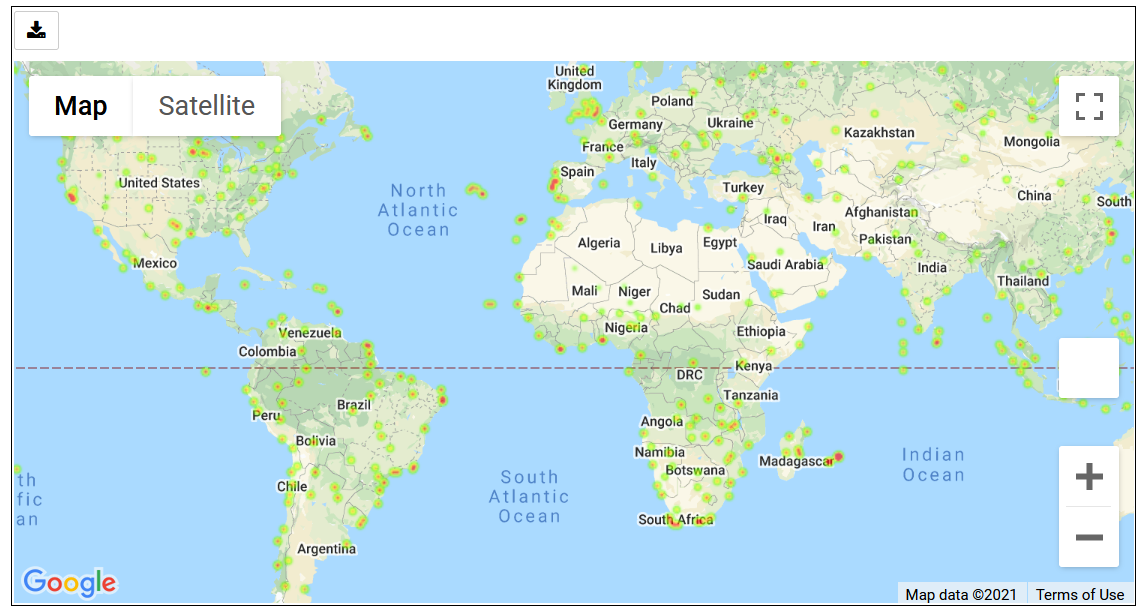 Map
Satellite
United
Kingdom
Poland
Germany
Ukraine
Kazakhstan
Mongolia
France
Italy
Spain
Turkey
United States
North
Atlantic
Ocean
China
South
Iraq
Iran
Afghanistan
Algeria
Libya
Egypt
Pakistan
Mexico
Saudi Arabia
India
Thailand
Mali
Niger
Chad
Sudan
Venezuela
Nigeria
Ethiopia
Colombia
DRC
Kenya
Tanzania
Brazil
Peru
Angola
Bolivia
Namibia
Botswana
Madagascar
Indian
Ocean
th
fic
an
Chile
South
Atlantic
Ocean
South Africa
Argentina
Google
Map data ©2021
Terms of Use